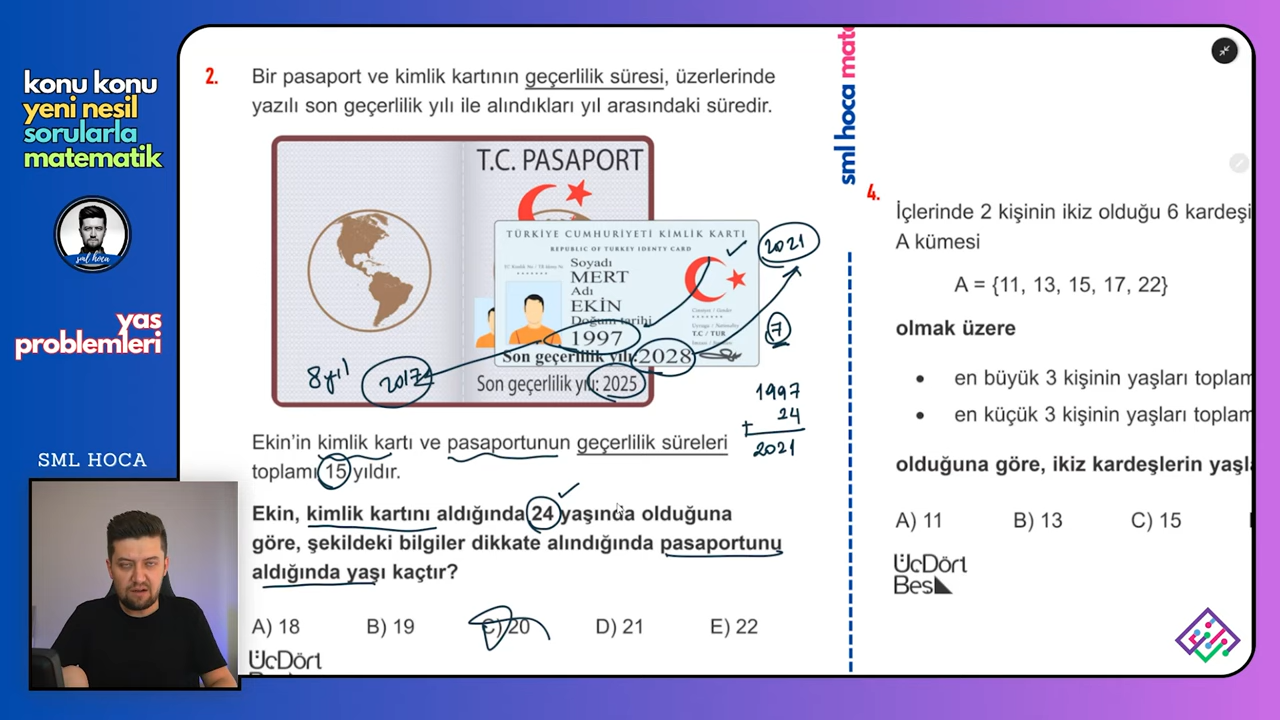 konu konu
yeni nesil
sorularla
matematik
sml hoca
yas
problemleri
SML HOCA
2.
Bir pasaport ve kimlik kartının geçerlilik süresi, üzerlerinde
yazılı son geçerlilik yılı ile alındıkları yıl arasındaki süredir.
T.C. PASAPORT
TÜRKİYE CUMHURİYETİ KİMLİK KARTI
REPUBLIC OF TURKEY IDENTY CARD
Soyadı
MERT
Adı
EKİN
Doğum tarihi
1997
T.C / TUR
Son geçerlilik yılı:2028
Son geçerlilik yılı: 2025
2021
7
8 yıl
2017
1997
+ 24
2021
Ekin'in kimlik kartı ve pasaportunun geçerlilik süreleri
toplamı 15 yıldır.
Ekin, kimlik kartını aldığında 24 yaşında olduğuna
göre, şekildeki bilgiler dikkate alındığında pasaportunu
aldığında yaşı kaçtır?
A) 18 B) 19 C) 20 D) 21 E) 22
ÜçDört
sml hoca mate
4.
İçlerinde 2 kişinin ikiz olduğu 6 kardeşi
A kümesi
A = {11, 13, 15, 17, 22}
olmak üzere
• en büyük 3 kişinin yaşları toplam
• en küçük 3 kişinin yaşları toplam
olduğuna göre, ikiz kardeşlerin yaşla
A) 11 B) 13 C) 15
ÜçDört
Beş